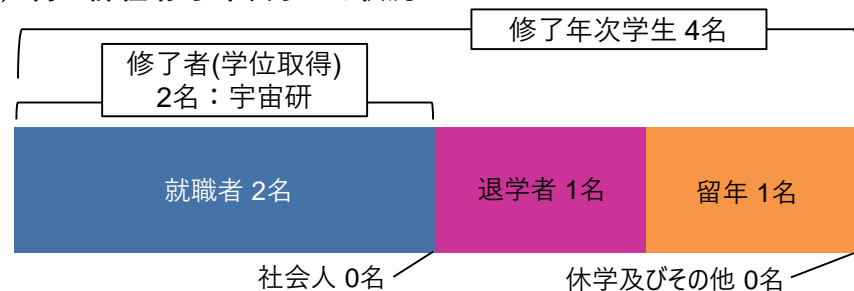 修了年次学生 4名
修了者(学位取得)
2名：宇宙研
就職者 2名
退学者 1名
留年 1名
社会人 0名
休学及びその他 0名